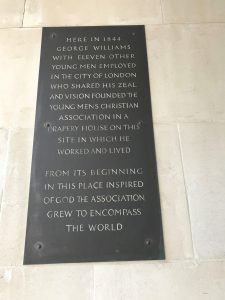 HERE IN 1844
GEORGE WILLIAMS
WITH ELEVEN OTHER
YOUNG MEN EMPLOYED
IN THE CITY OF LONDON
WHO SHARED HIS ZEAL
AND VISION FOUNDED THE
YOUNG MENS CHRISTIAN
ASSOCIATION IN A
DRAPERY HOUSE ON THIS
SITE IN WHICH HE
WORKED AND LIVED
FROM ITS BEGINNING
IN THIS PLACE INSPIRED
OF GOD THE ASSOCIATION
GREW TO ENCOMPASS
THE WORLD